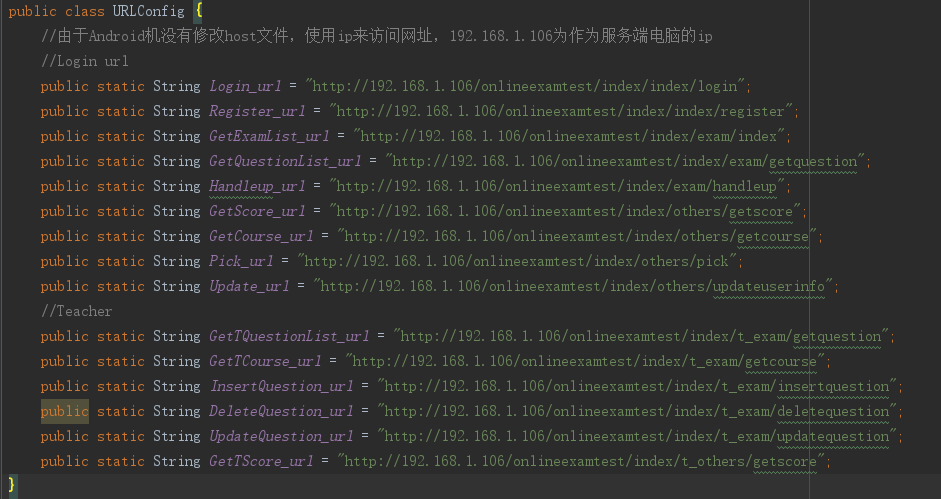 public class URLConfig {
//由于Android机没有修改host文件，使用ip来访问网址，192.168.1.106为作为服务端电脑的ip
//Login url
public static String Login_url = "http://192.168.1.106/onlineexamtest/index/index/login";
public static String Register_url = "http://192.168.1.106/onlineexamtest/index/index/register";
public static String GetExamList_url = "http://192.168.1.106/onlineexamtest/index/exam/index";
public static String GetQuestionList_url = "http://192.168.1.106/onlineexamtest/index/exam/getquestion";
public static String Handleup_url = "http://192.168.1.106/onlineexamtest/index/exam/handleup";
public static String GetScore_url = "http://192.168.1.106/onlineexamtest/index/others/getscore";
public static String GetCourse_url = "http://192.168.1.106/onlineexamtest/index/others/getcourse";
public static String Pick_url = "http://192.168.1.106/onlineexamtest/index/others/pick";
public static String Update_url = "http://192.168.1.106/onlineexamtest/index/others/updateuserinfo";
//Teacher
public static String GetTQuestionList_url = "http://192.168.1.106/onlineexamtest/index/t_exam/getquestion";
public static String GetTCourse_url = "http://192.168.1.106/onlineexamtest/index/t_exam/getcourse";
public static String InsertQuestion_url = "http://192.168.1.106/onlineexamtest/index/t_exam/insertquestion";
public static String DeleteQuestion_url = "http://192.168.1.106/onlineexamtest/index/t_exam/deletequestion";
public static String UpdateQuestion_url = "http://192.168.1.106/onlineexamtest/index/t_exam/updatequestion";
public static String GetTScore_url = "http://192.168.1.106/onlineexamtest/index/t_others/getscore";
}